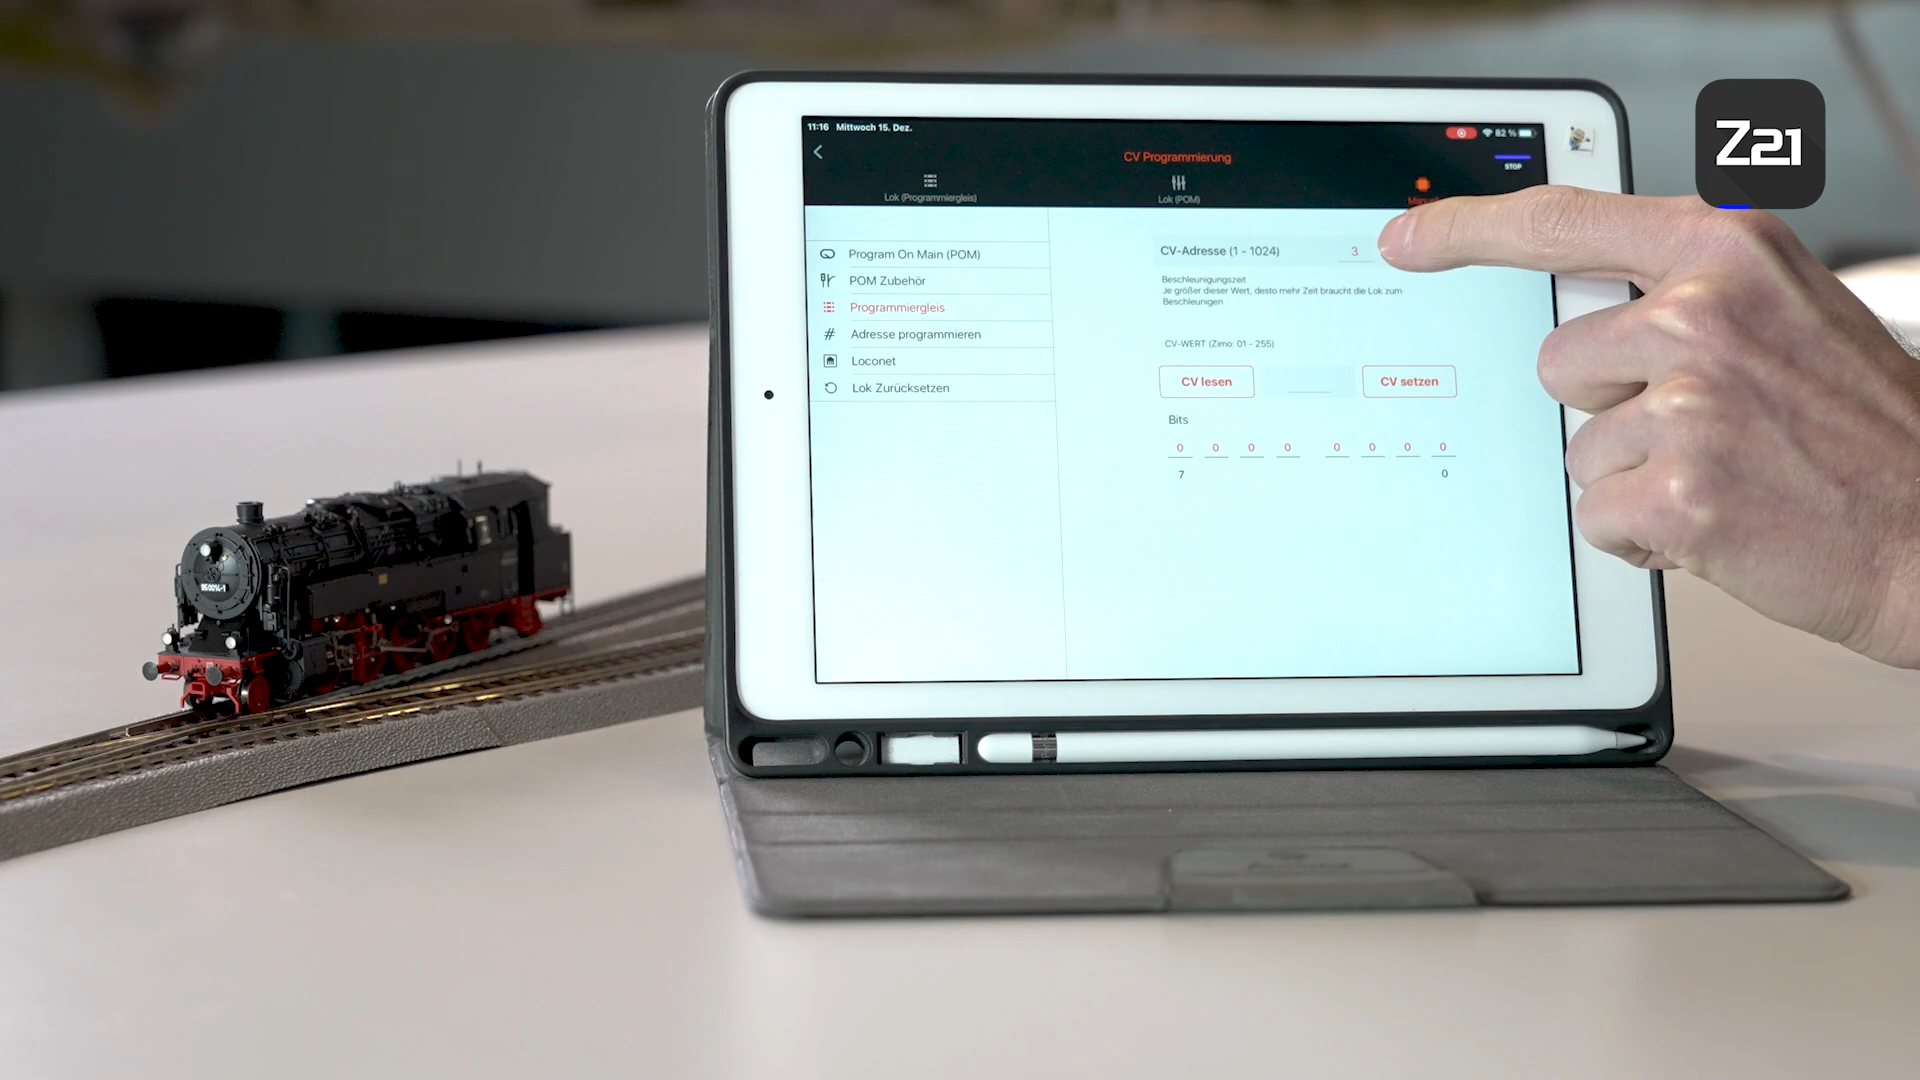 Z21
11:16 Mittwoch 15. Dez.
82 %
CV Programmierung
STOP
Lok (Programmiergleis)
Lok (POM)
Program On Main (POM)
POM Zubehör
Programmiergleis
Adresse programmieren
Loconet
Lok Zurücksetzen
CV-Adresse (1 - 1024) 3
Beschleunigungszeit
Je größer dieser Wert, desto mehr Zeit braucht die Lok zum
Beschleunigen
CV-WERT (Zimo: 01 - 255)
CV lesen
CV setzen
Bits
0 0 0 0 0 0 0 0
7 0
95 0014-1